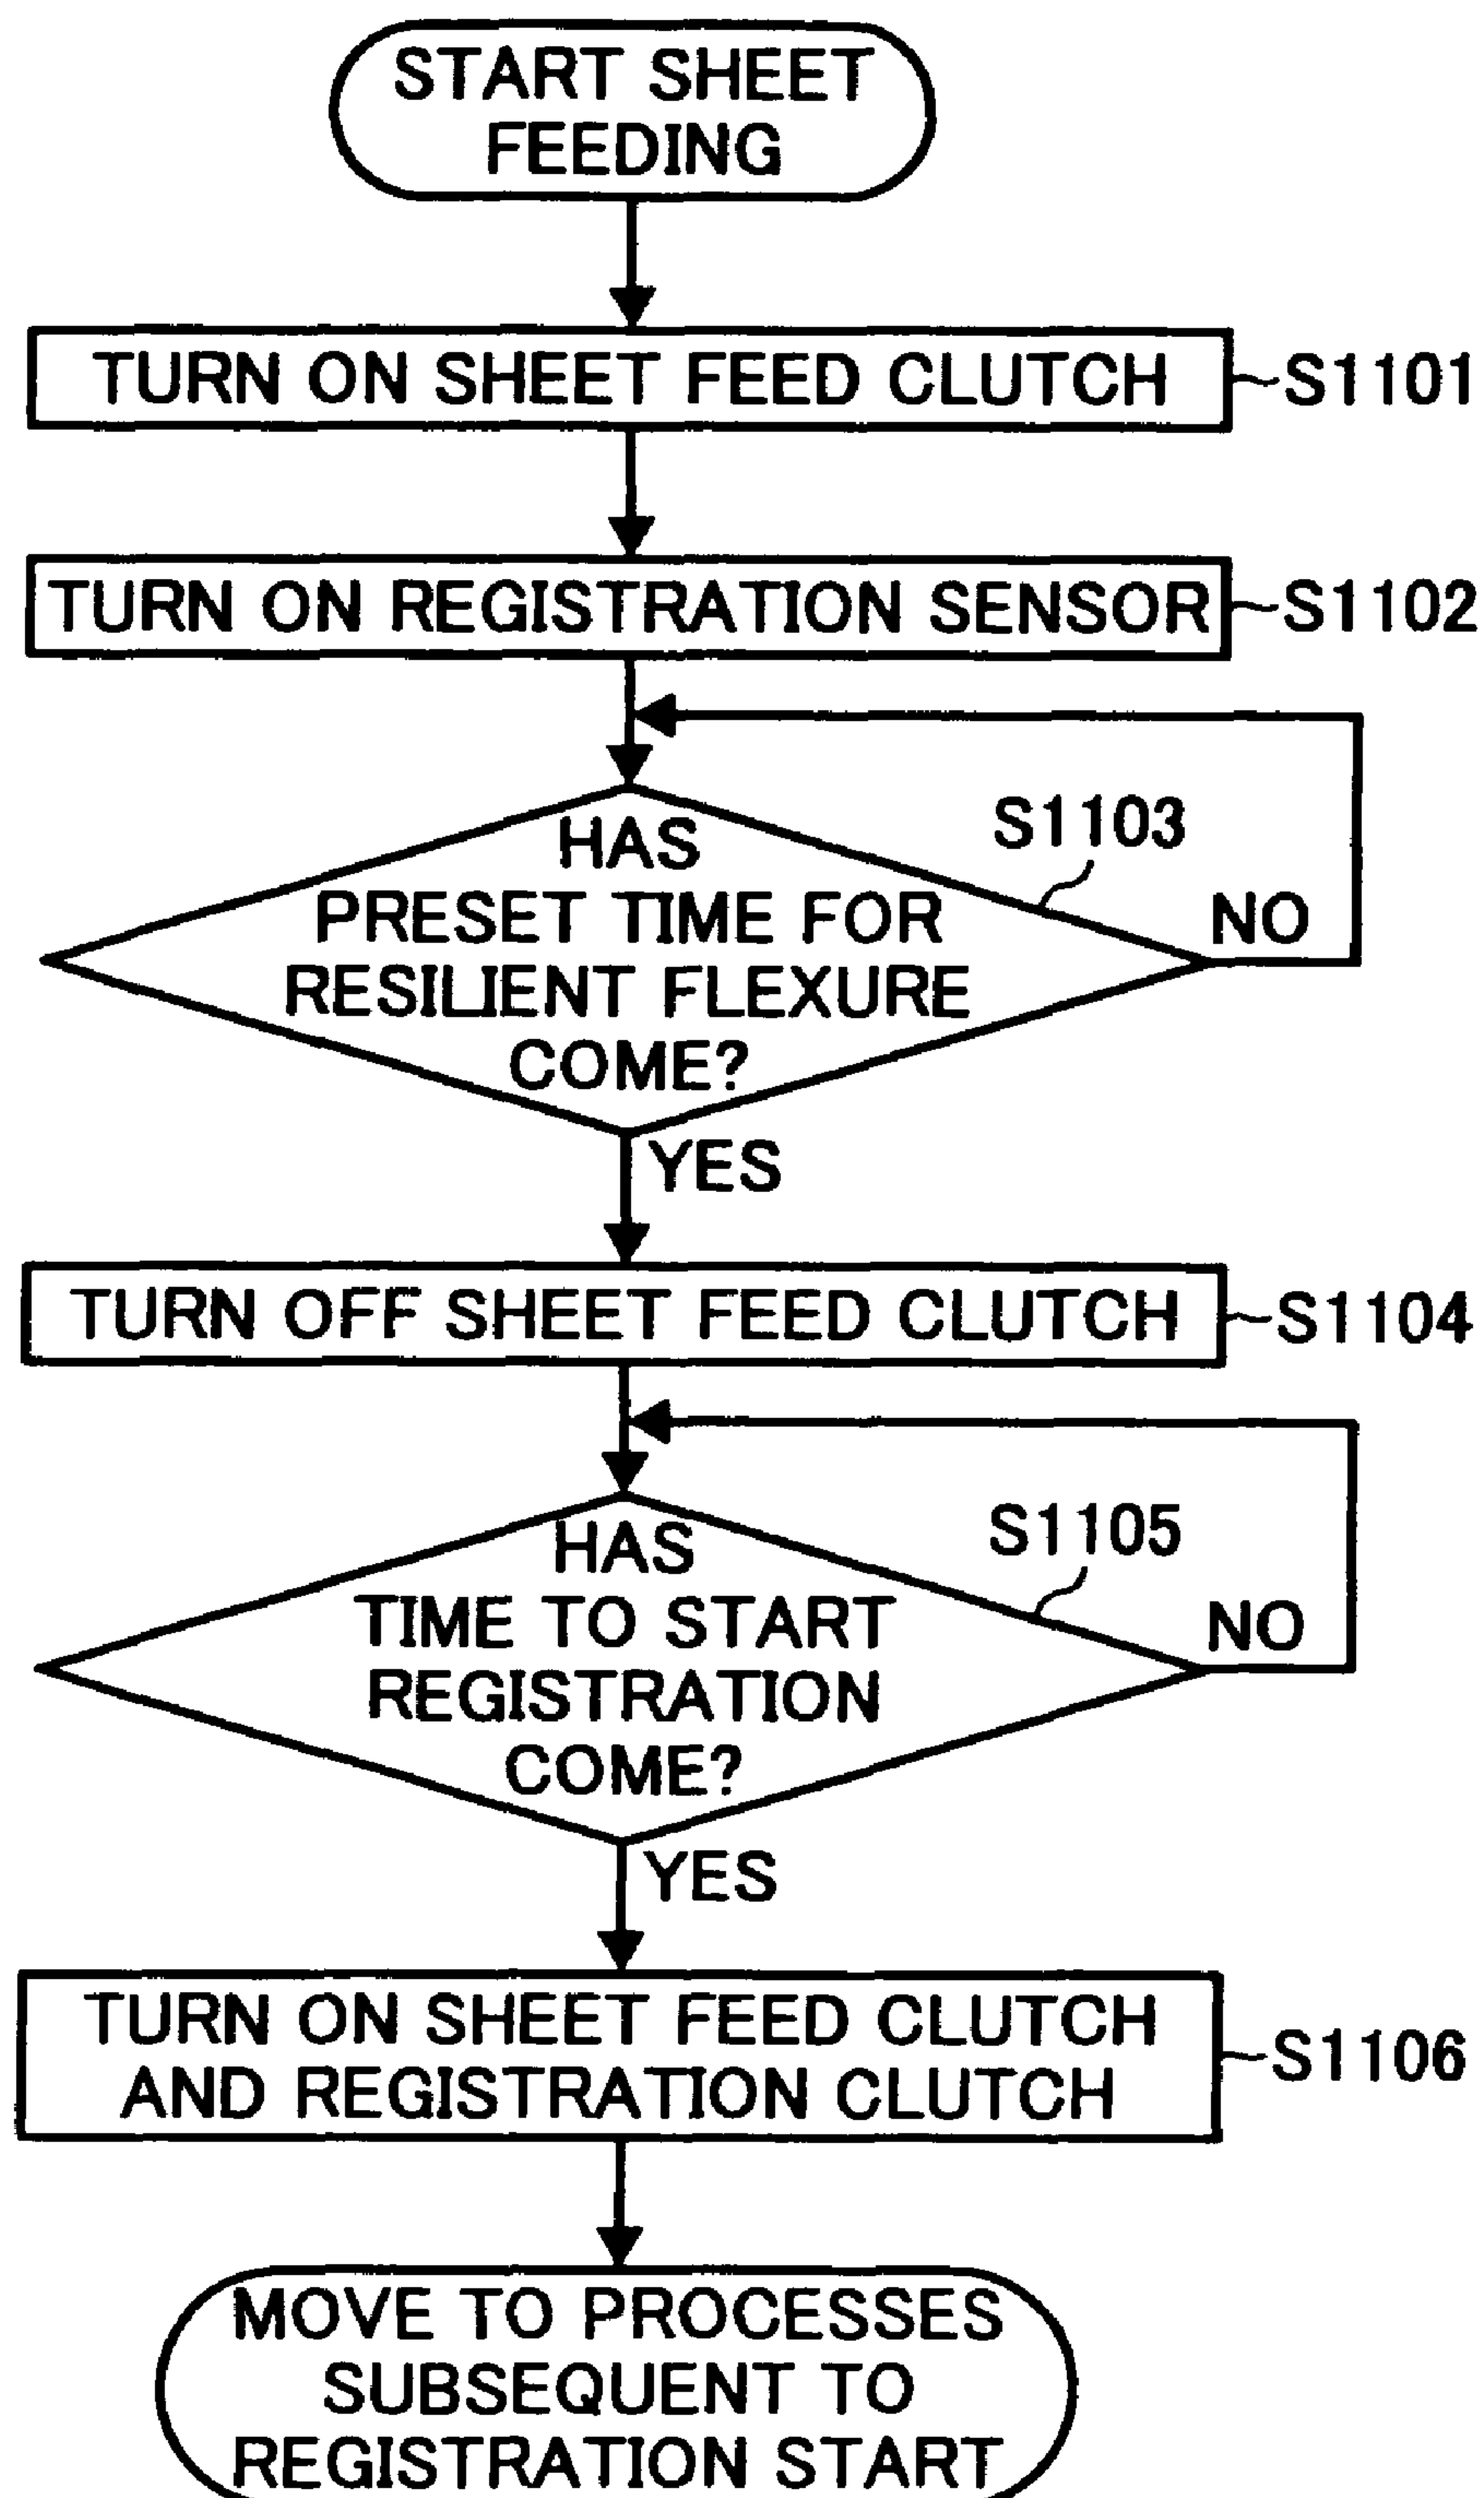 START SHEET
FEEDING
TURN ON SHEET FEED CLUTCH
S1101
TURN ON REGISTRATION SENSOR
S1102
S1103
HAS
PRESET TIME FOR
RESILIENT FLEXURE
COME?
NO
YES
TURN OFF SHEET FEED CLUTCH
S1104
S1105
HAS
TIME TO START
REGISTRATION
COME?
NO
YES
TURN ON SHEET FEED CLUTCH
AND REGISTRATION CLUTCH
S1106
MOVE TO PROCESSES
SUBSEQUENT TO
REGISTRATION START